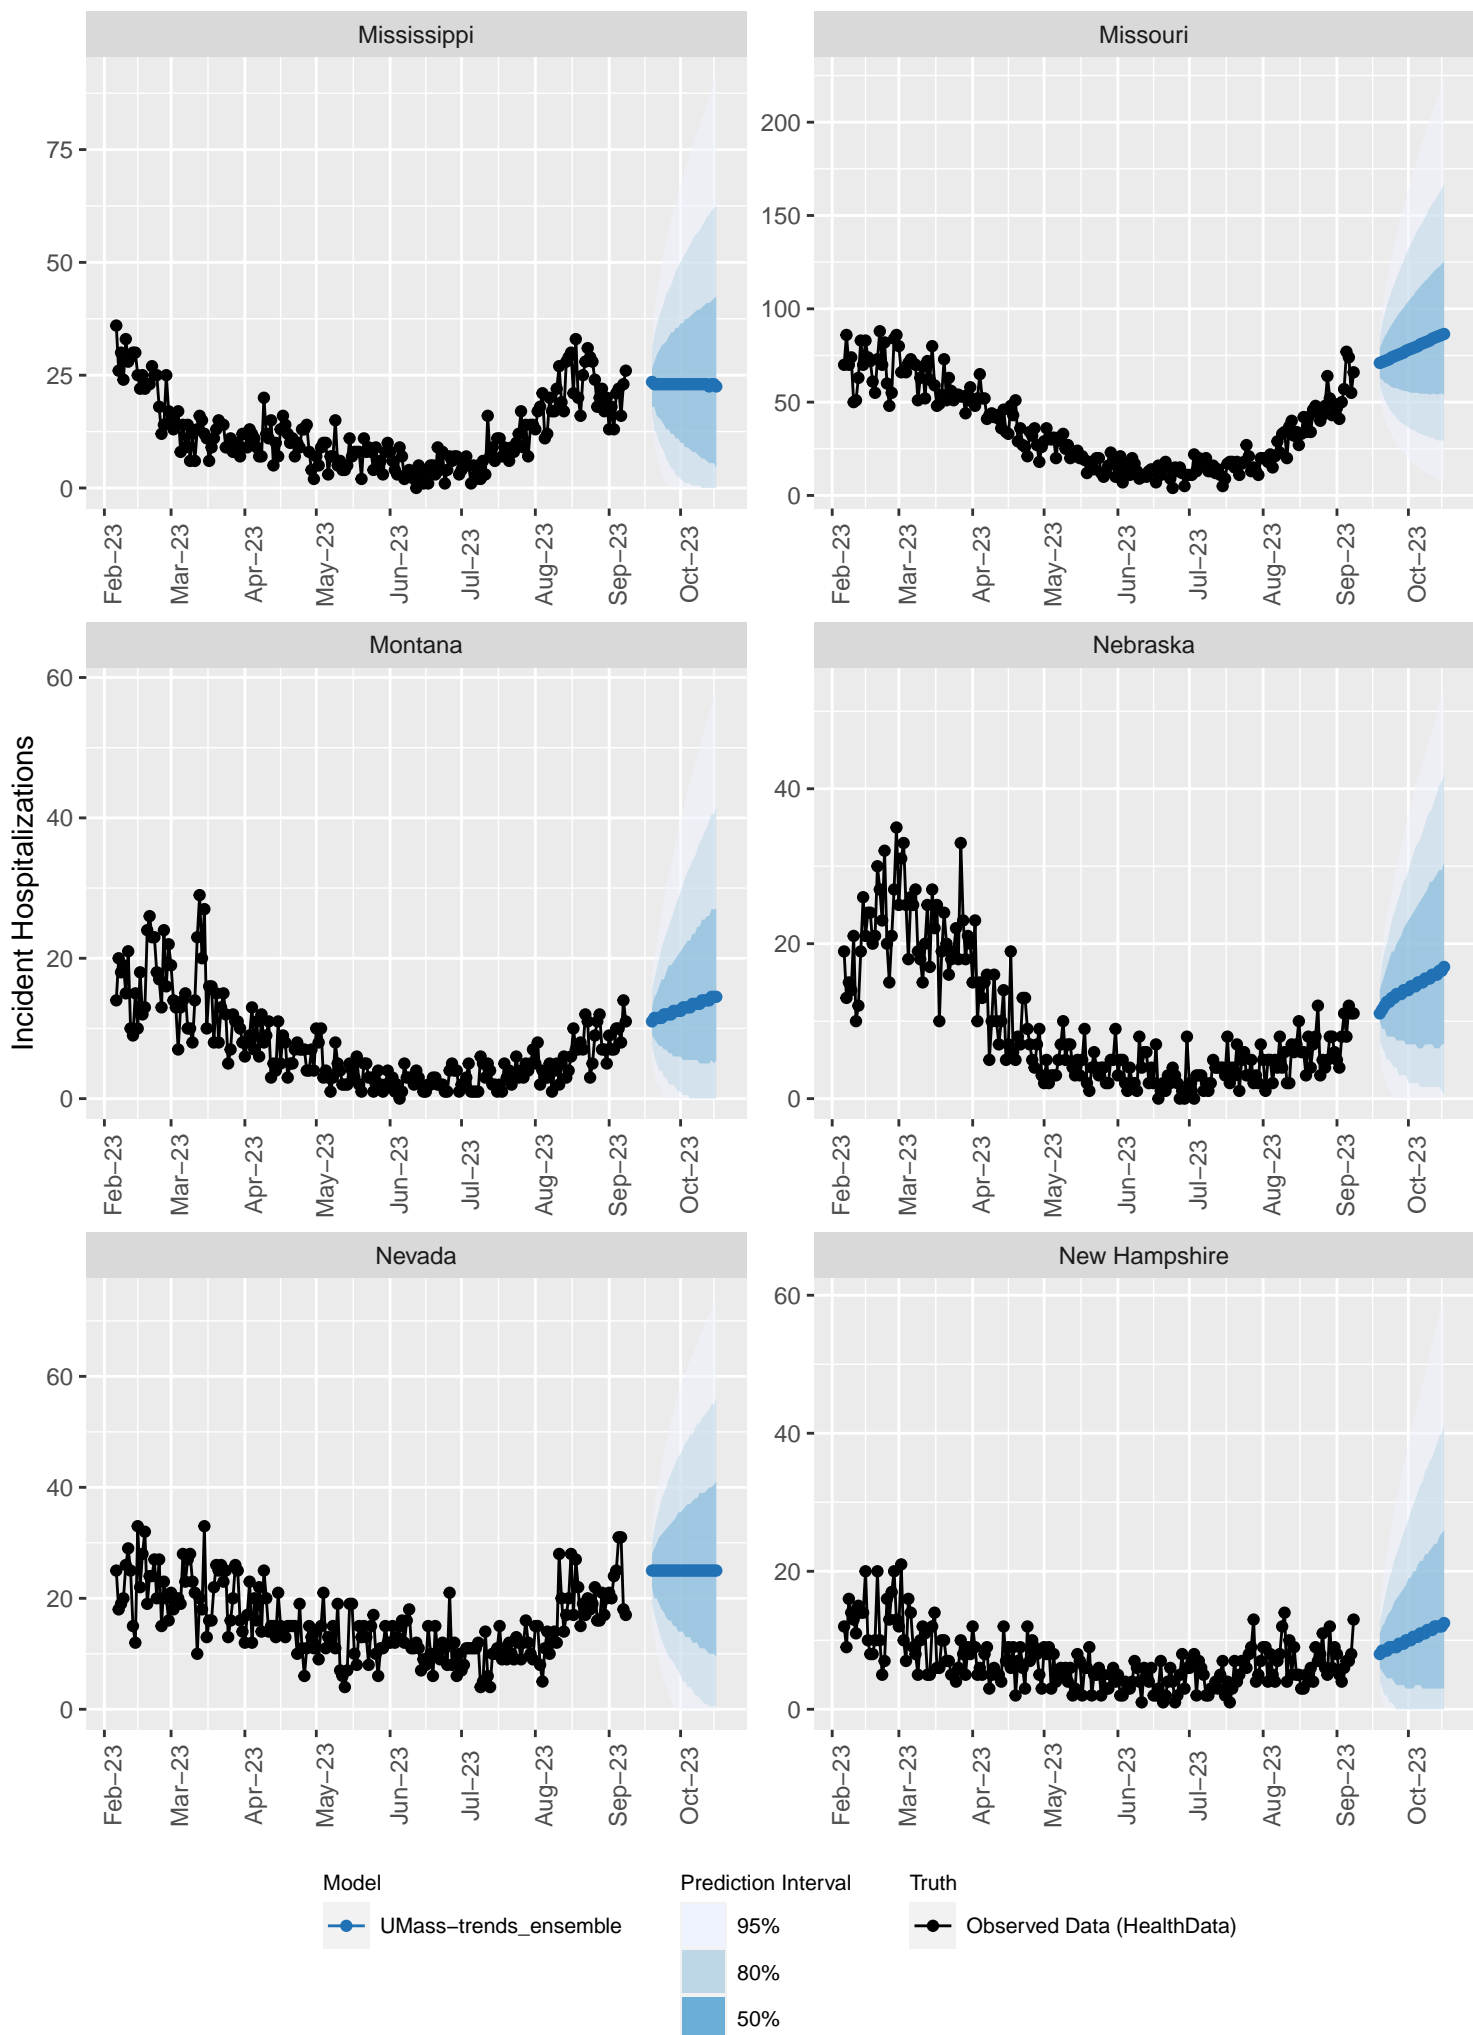 Mississippi
Missouri
75
50
25
0
200
150
100
50
0
Feb−23
Mar−23
Apr−23
May−23
Jun−23
Jul−23
Aug−23
Sep−23
Oct−23
Feb−23
Mar−23
Apr−23
May−23
Jun−23
Jul−23
Aug−23
Sep−23
Oct−23
Incident Hospitalizations
Montana
Nebraska
60
40
20
0
40
20
0
Feb−23
Mar−23
Apr−23
May−23
Jun−23
Jul−23
Aug−23
Sep−23
Oct−23
Feb−23
Mar−23
Apr−23
May−23
Jun−23
Jul−23
Aug−23
Sep−23
Oct−23
Nevada
New Hampshire
60
40
20
0
60
40
20
0
Feb−23
Mar−23
Apr−23
May−23
Jun−23
Jul−23
Aug−23
Sep−23
Oct−23
Feb−23
Mar−23
Apr−23
May−23
Jun−23
Jul−23
Aug−23
Sep−23
Oct−23
Model
UMass−trends_ensemble
Prediction Interval
95%
80%
50%
Truth
Observed Data (HealthData)